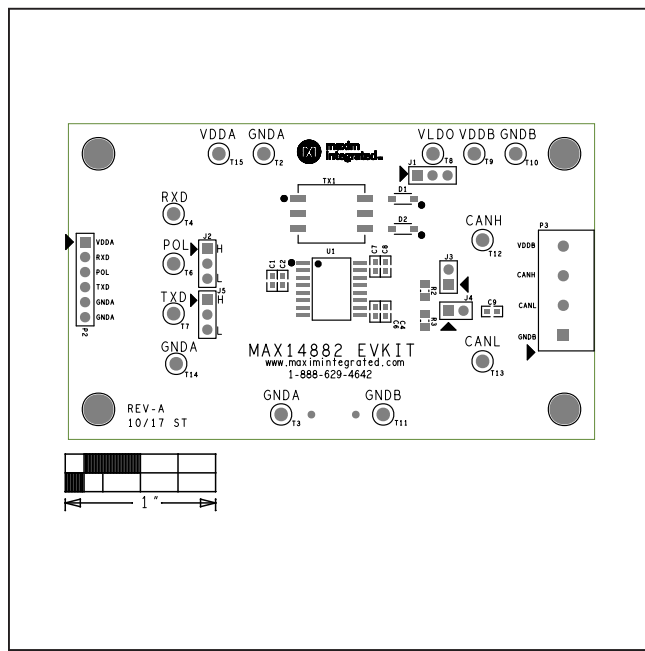 VDDA GNDA
T15 T2
maxim
integrated™
VLDO VDDB GNDB
T8 T9 T10
J1
TX1
D1
D2
RXD
T4
POL
T6
TXD
T7
GNDA
T14
J2
H
L
J5
H
L
VDDA
RXD
POL
TXD
GNDA
GNDA
P2
C1 C2
U1
C7 C8
C6 C4
R2
R3
J3
J4
C9
CANH
T12
CANL
T13
P3
VDDB
CANH
CANL
GNDB
MAX14882 EVKIT
www.maximintegrated.com
1-888-629-4642
GNDA
T3
GNDB
T11
REV-A
10/17 ST
1"